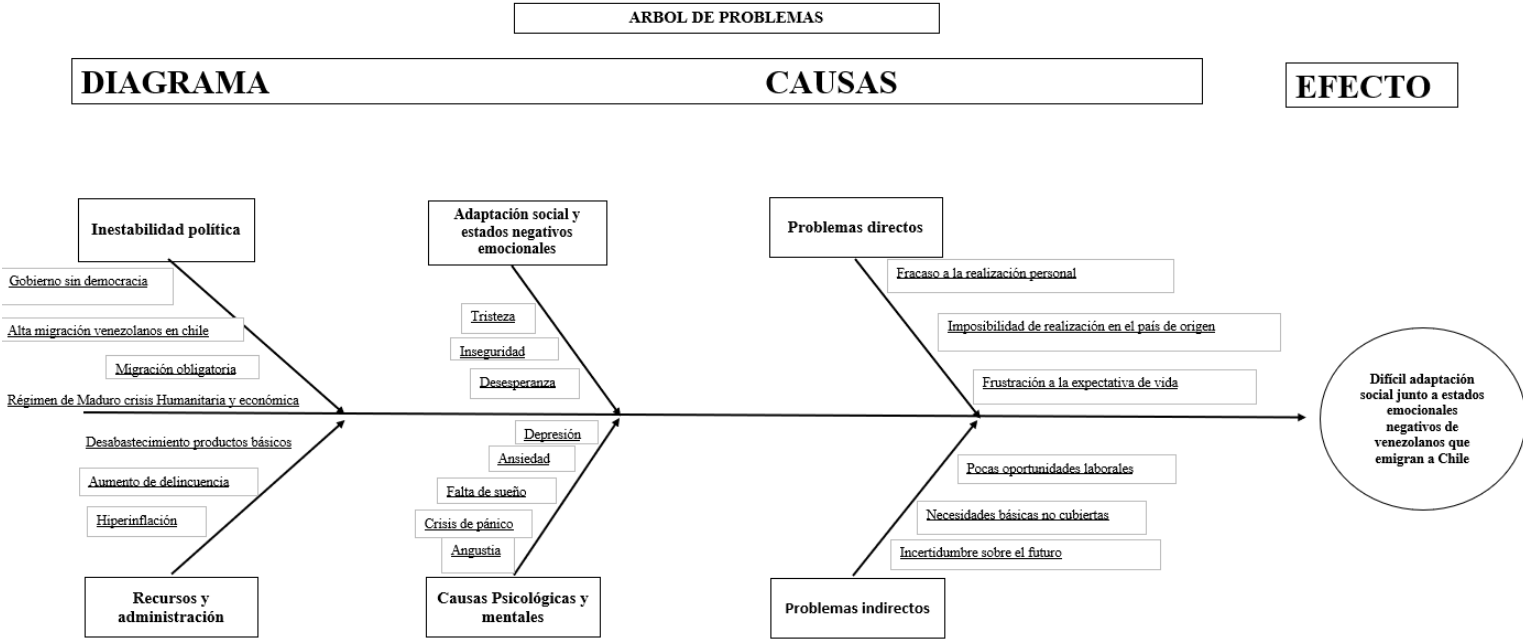 ARBOL DE PROBLEMAS
DIAGRAMA CAUSAS
EFECTO
Inestabilidad política
Gobierno sin democracia
Alta migración venezolanos en chile
Migración obligatoria
Régimen de Maduro crisis Humanitaria y económica
Adaptación social y
estados negativos
emocionales
Tristeza
Inseguridad
Desesperanza
Problemas directos
Fracaso a la realización personal
Imposibilidad de realización en el país de origen
Frustración a la expectativa de vida
Desabastecimiento productos básicos
Aumento de delincuencia
Hiperinflación
Recursos y
administración
Depresión
Ansiedad
Falta de sueño
Crisis de pánico
Angustia
Causas Psicológicas y
mentales
Pocas oportunidades laborales
Necesidades básicas no cubiertas
Incertidumbre sobre el futuro
Problemas indirectos
Difícil adaptación
social junto a estados
emocionales
negativos de
venezolanos que
emigran a Chile